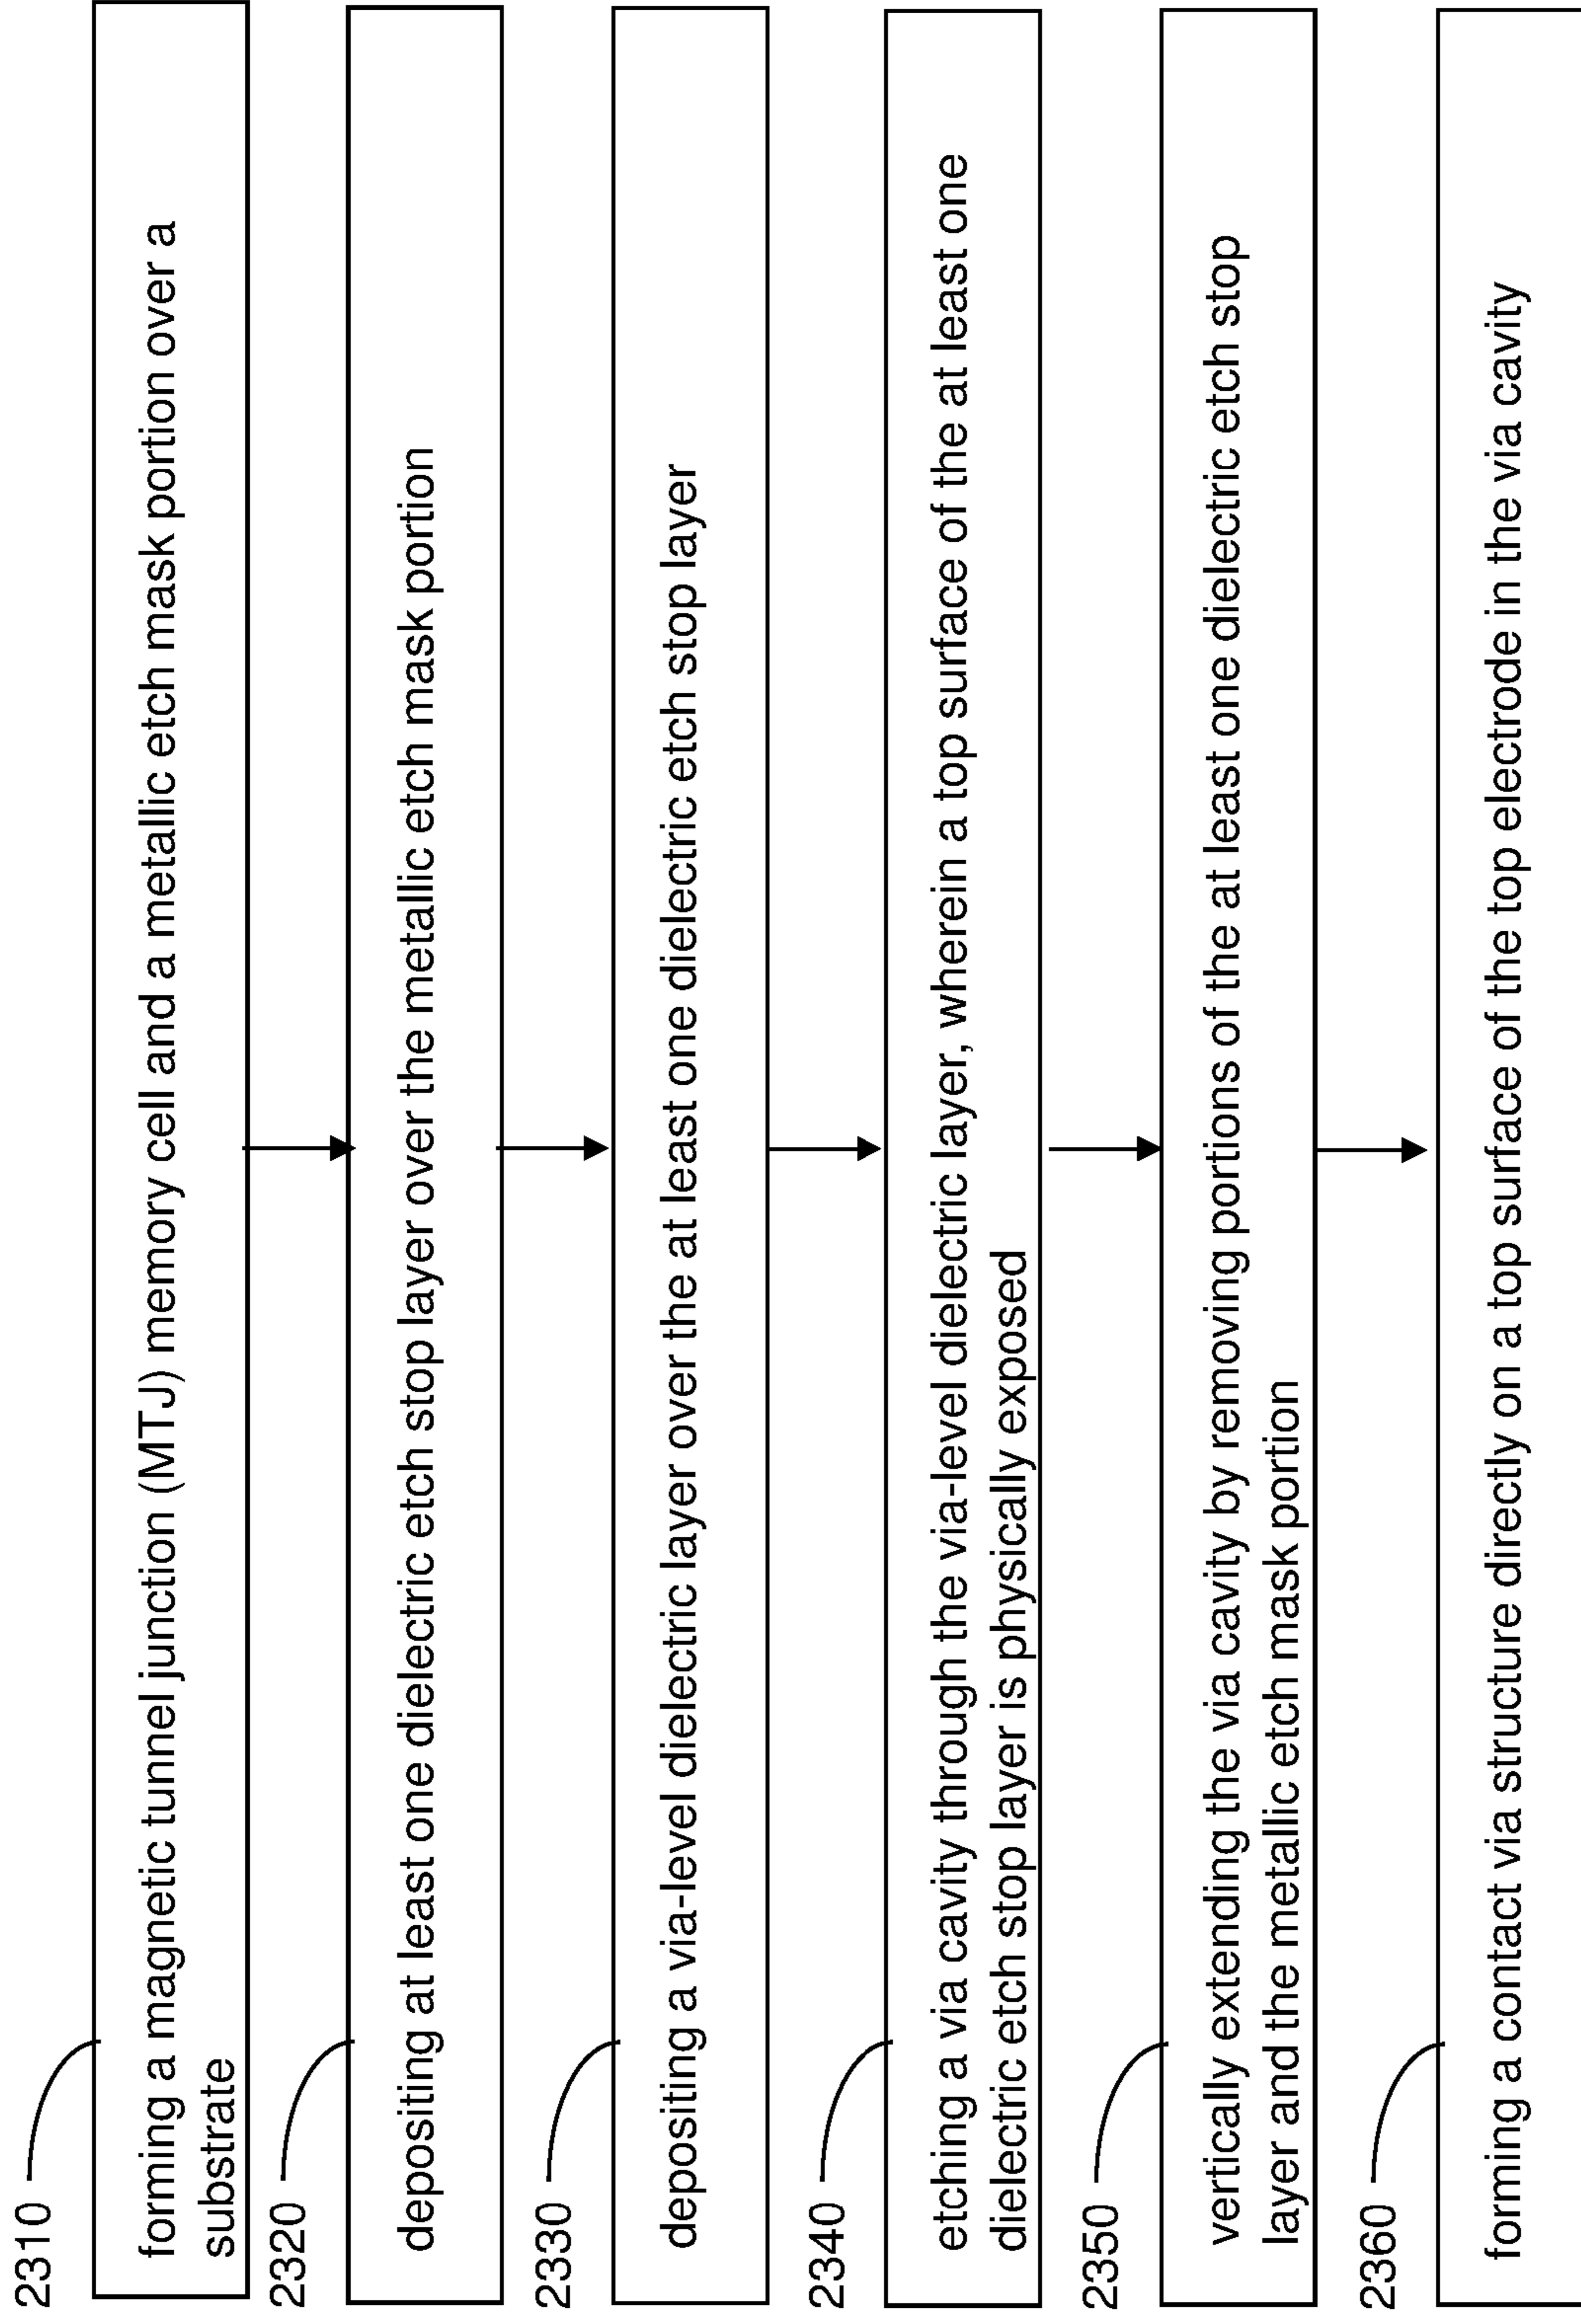 2310
forming a magnetic tunnel junction (MTJ) memory cell and a metallic etch mask portion over a
substrate
2320
depositing at least one dielectric etch stop layer over the metallic etch mask portion
2330
depositing a via-level dielectric layer over the at least one dielectric etch stop layer
2340
etching a via cavity through the via-level dielectric layer, wherein a top surface of the at least one
dielectric etch stop layer is physically exposed
2350
vertically extending the via cavity by removing portions of the at least one dielectric etch stop
layer and the metallic etch mask portion
2360
forming a contact via structure directly on a top surface of the top electrode in the via cavity